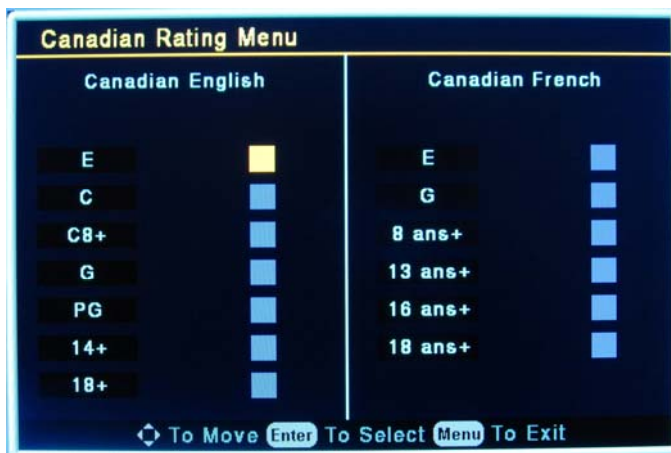 Canadian Rating Menu
Canadian English
E
C
C8+
G
PG
14+
18+
Canadian French
E
G
8 ans+
13 ans+
16 ans+
18 ans+
To Move Enter To Select Menu To Exit